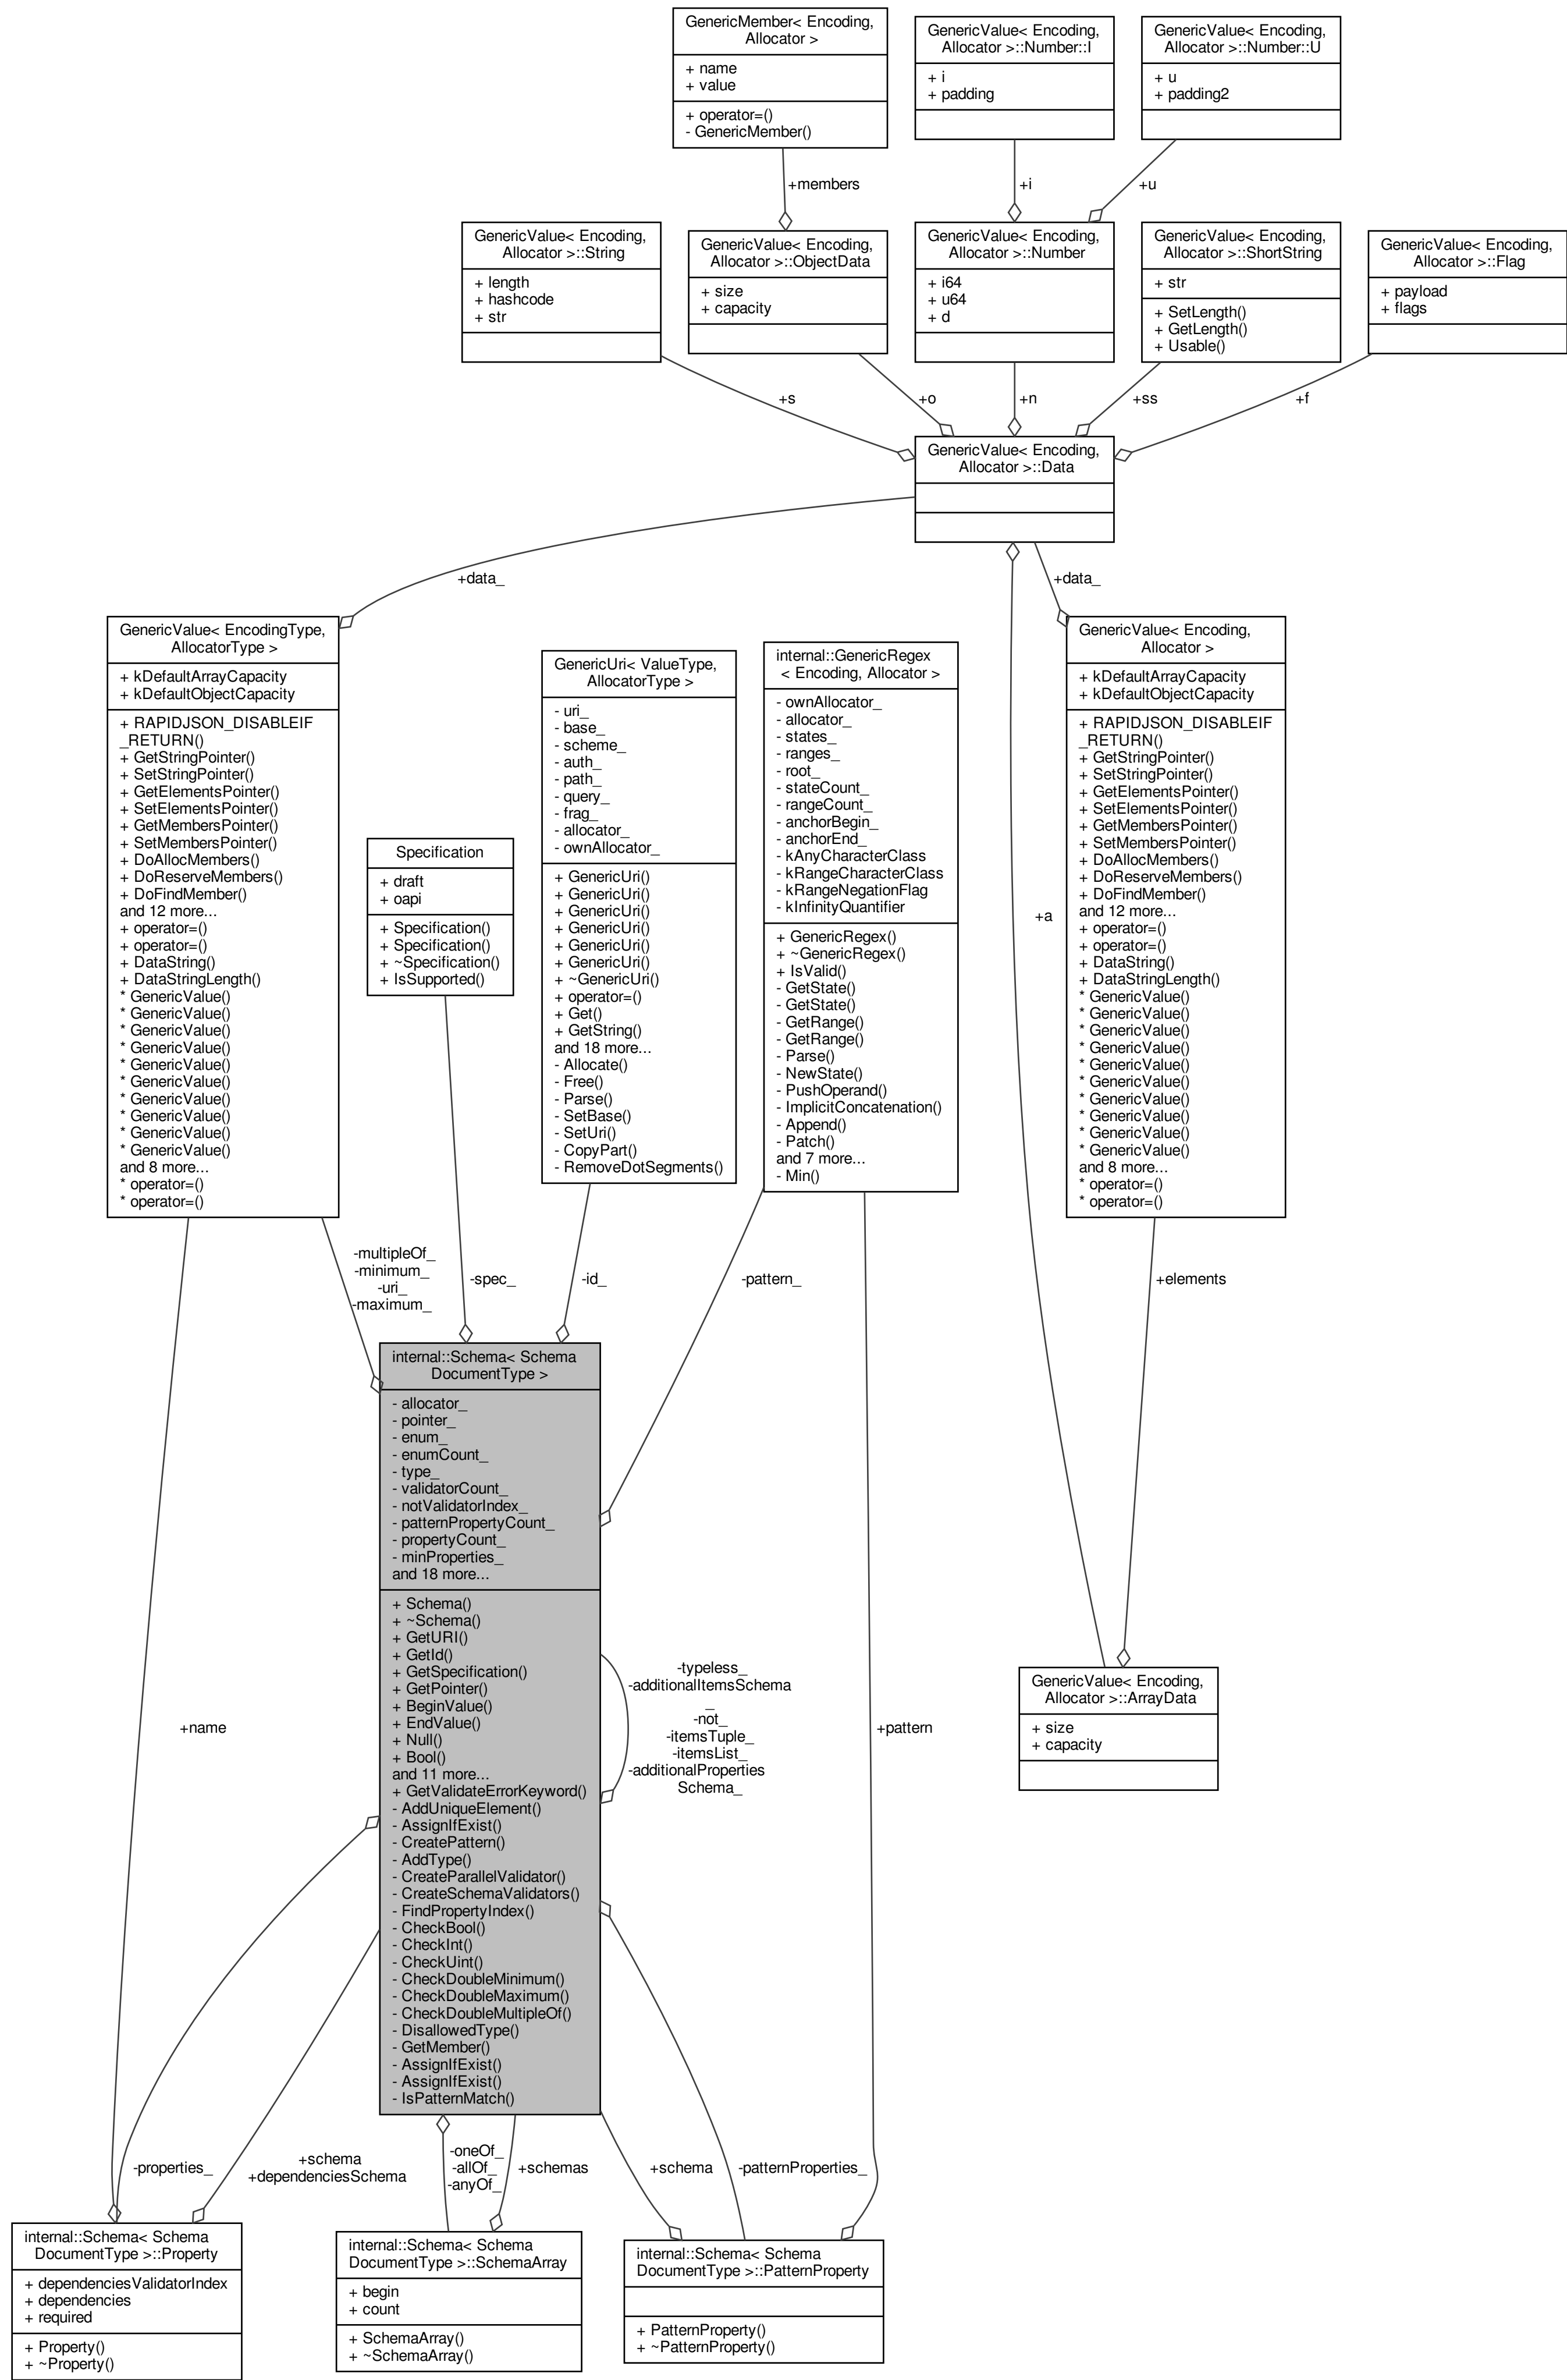 GenericMember< Encoding,
Allocator >
+ name
+ value
+ operator=()
- GenericMember()
GenericValue< Encoding,
Allocator >::Number::I
+ i
+ padding
GenericValue< Encoding,
Allocator >::Number::U
+ u
+ padding2
+members
+i
+u
GenericValue< Encoding,
Allocator >::String
+ length
+ hashcode
+ str
GenericValue< Encoding,
Allocator >::ObjectData
+ size
+ capacity
GenericValue< Encoding,
Allocator >::Number
+ i64
+ u64
+ d
GenericValue< Encoding,
Allocator >::ShortString
+ str
+ SetLength()
+ GetLength()
+ Usable()
GenericValue< Encoding,
Allocator >::Flag
+ payload
+ flags
+s
+o
+n
+ss
+f
GenericValue< Encoding,
Allocator >::Data
+data_
+data_
GenericValue< EncodingType,
AllocatorType >
+ kDefaultArrayCapacity
+ kDefaultObjectCapacity
+ RAPIDJSON_DISABLEIF
_RETURN()
+ GetStringPointer()
+ SetStringPointer()
+ GetElementsPointer()
+ SetElementsPointer()
+ GetMembersPointer()
+ SetMembersPointer()
+ DoAllocMembers()
+ DoReserveMembers()
+ DoFindMember()
and 12 more...
+ operator=()
+ operator=()
+ DataString()
+ DataStringLength()
* GenericValue()
* GenericValue()
* GenericValue()
* GenericValue()
* GenericValue()
* GenericValue()
* GenericValue()
* GenericValue()
* GenericValue()
* GenericValue()
and 8 more...
* operator=()
* operator=()
Specification
+ draft
+ oapi
+ Specification()
+ Specification()
+ ~Specification()
+ IsSupported()
GenericUri< ValueType,
AllocatorType >
- uri_
- base_
- scheme_
- auth_
- path_
- query_
- frag_
- allocator_
- ownAllocator_
+ GenericUri()
+ GenericUri()
+ GenericUri()
+ GenericUri()
+ GenericUri()
+ GenericUri()
+ ~GenericUri()
+ operator=()
+ Get()
+ GetString()
and 18 more...
- Allocate()
- Free()
- Parse()
- SetBase()
- SetUri()
- CopyPart()
- RemoveDotSegments()
internal::GenericRegex
< Encoding, Allocator >
- ownAllocator_
- allocator_
- states_
- ranges_
- root_
- stateCount_
- rangeCount_
- anchorBegin_
- anchorEnd_
- kAnyCharacterClass
- kRangeCharacterClass
- kRangeNegationFlag
- kInfinityQuantifier
+ GenericRegex()
+ ~GenericRegex()
+ IsValid()
- GetState()
- GetState()
- GetRange()
- GetRange()
- Parse()
- NewState()
- PushOperand()
- ImplicitConcatenation()
- Append()
- Patch()
and 7 more...
- Min()
+a
GenericValue< Encoding,
Allocator >
+ kDefaultArrayCapacity
+ kDefaultObjectCapacity
+ RAPIDJSON_DISABLEIF
_RETURN()
+ GetStringPointer()
+ SetStringPointer()
+ GetElementsPointer()
+ SetElementsPointer()
+ GetMembersPointer()
+ SetMembersPointer()
+ DoAllocMembers()
+ DoReserveMembers()
+ DoFindMember()
and 12 more...
+ operator=()
+ operator=()
+ DataString()
+ DataStringLength()
* GenericValue()
* GenericValue()
* GenericValue()
* GenericValue()
* GenericValue()
* GenericValue()
* GenericValue()
* GenericValue()
* GenericValue()
* GenericValue()
and 8 more...
* operator=()
* operator=()
-multipleOf_
-minimum_
-uri_
-maximum_
-spec_
-id_
-pattern_
+elements
internal::Schema< Schema
DocumentType >
- allocator_
- pointer_
- enum_
- enumCount_
- type_
- validatorCount_
- notValidatorIndex_
- patternPropertyCount_
- propertyCount_
- minProperties_
and 18 more...
+ Schema()
+ ~Schema()
+ GetURI()
+ GetId()
+ GetSpecification()
+ GetPointer()
+ BeginValue()
+ EndValue()
+ Null()
+ Bool()
and 11 more...
+ GetValidateErrorKeyword()
- AddUniqueElement()
- AssignIfExist()
- CreatePattern()
- AddType()
- CreateParallelValidator()
- CreateSchemaValidators()
- FindPropertyIndex()
- CheckBool()
- CheckInt()
- CheckUint()
- CheckDoubleMinimum()
- CheckDoubleMaximum()
- CheckDoubleMultipleOf()
- DisallowedType()
- GetMember()
- AssignIfExist()
- AssignIfExist()
- IsPatternMatch()
+name
-typeless_
-additionalItemsSchema
_
-not_
-itemsTuple_
-itemsList_
-additionalProperties
Schema_
+pattern
GenericValue< Encoding,
Allocator >::ArrayData
+ size
+ capacity
-properties_
+schema
+dependenciesSchema
-oneOf_
-allOf_
-anyOf_
+schemas
+schema
-patternProperties_
internal::Schema< Schema
DocumentType >::Property
+ dependenciesValidatorIndex
+ dependencies
+ required
+ Property()
+ ~Property()
internal::Schema< Schema
DocumentType >::SchemaArray
+ begin
+ count
+ SchemaArray()
+ ~SchemaArray()
internal::Schema< Schema
DocumentType >::PatternProperty
+ PatternProperty()
+ ~PatternProperty()